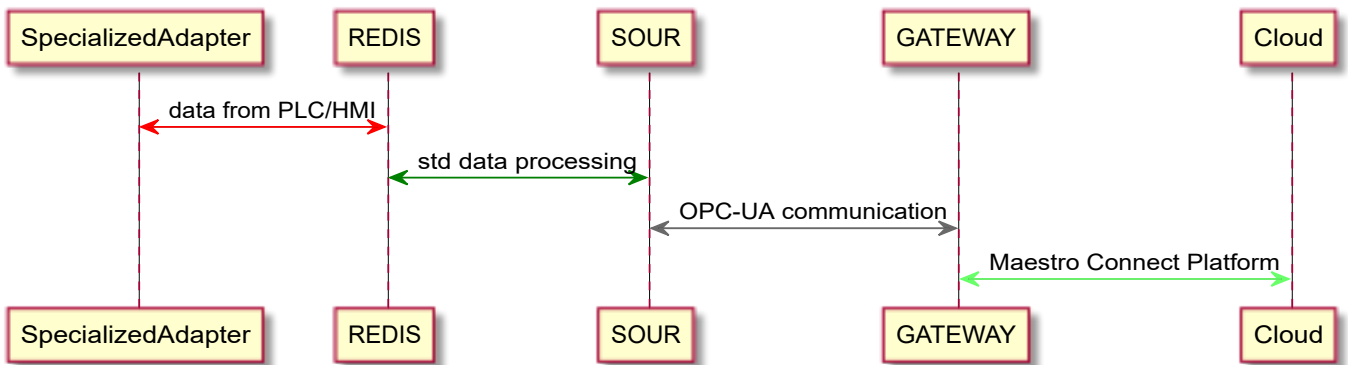 SpecializedAdapter REDIS SOUR GATEWAY Cloud
data from PLC/HMI
std data processing
OPC-UA communication
Maestro Connect Platform
SpecializedAdapter REDIS SOUR GATEWAY Cloud